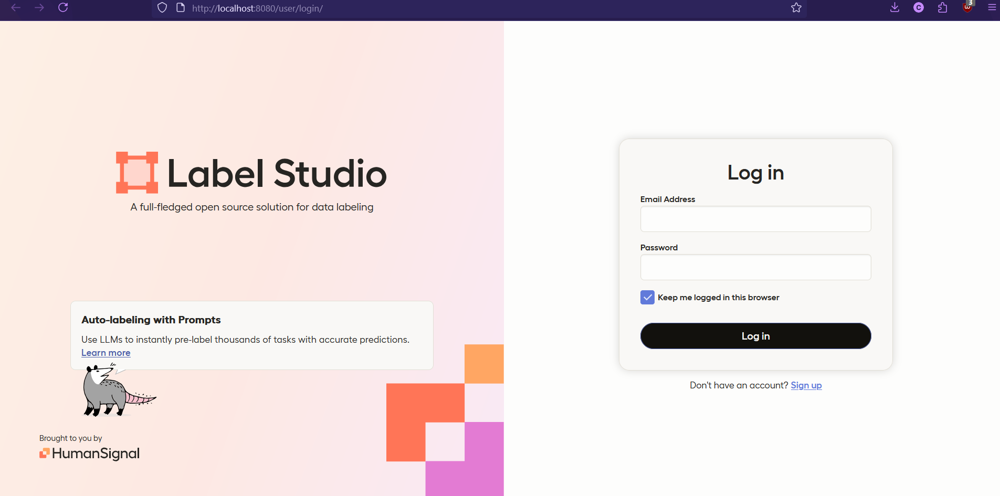 http://localhost:8080/user/login/
3
Label Studio
A full-fledged open source solution for data labeling
Auto-labeling with Prompts
Use LLMs to instantly pre-label thousands of tasks with accurate predictions.
Learn more
Brought to you by
HumanSignal
Log in
Email Address
Password
Keep me logged in this browser
Log in
Don't have an account? Sign up